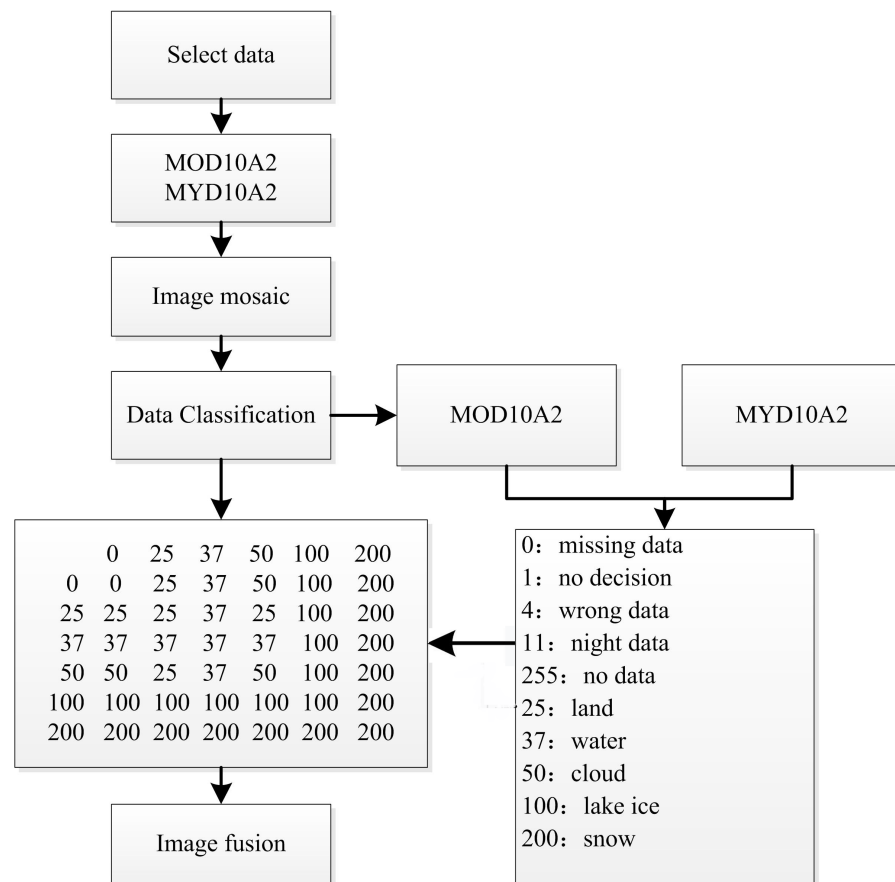 Select data
MOD10A2
MYD10A2
Image mosaic
Data Classification
MOD10A2
MYD10A2
0 25 37 50 100 200
0 0 25 37 50 100 200
25 25 25 37 25 100 200
37 37 37 37 37 100 200
50 50 25 37 50 100 200
100 100 100 100 100 100 200
200 200 200 200 200 200 200
0：missing data
1：no decision
4：wrong data
11：night data
255：no data
25：land
37：water
50：cloud
100：lake ice
200：snow
Image fusion